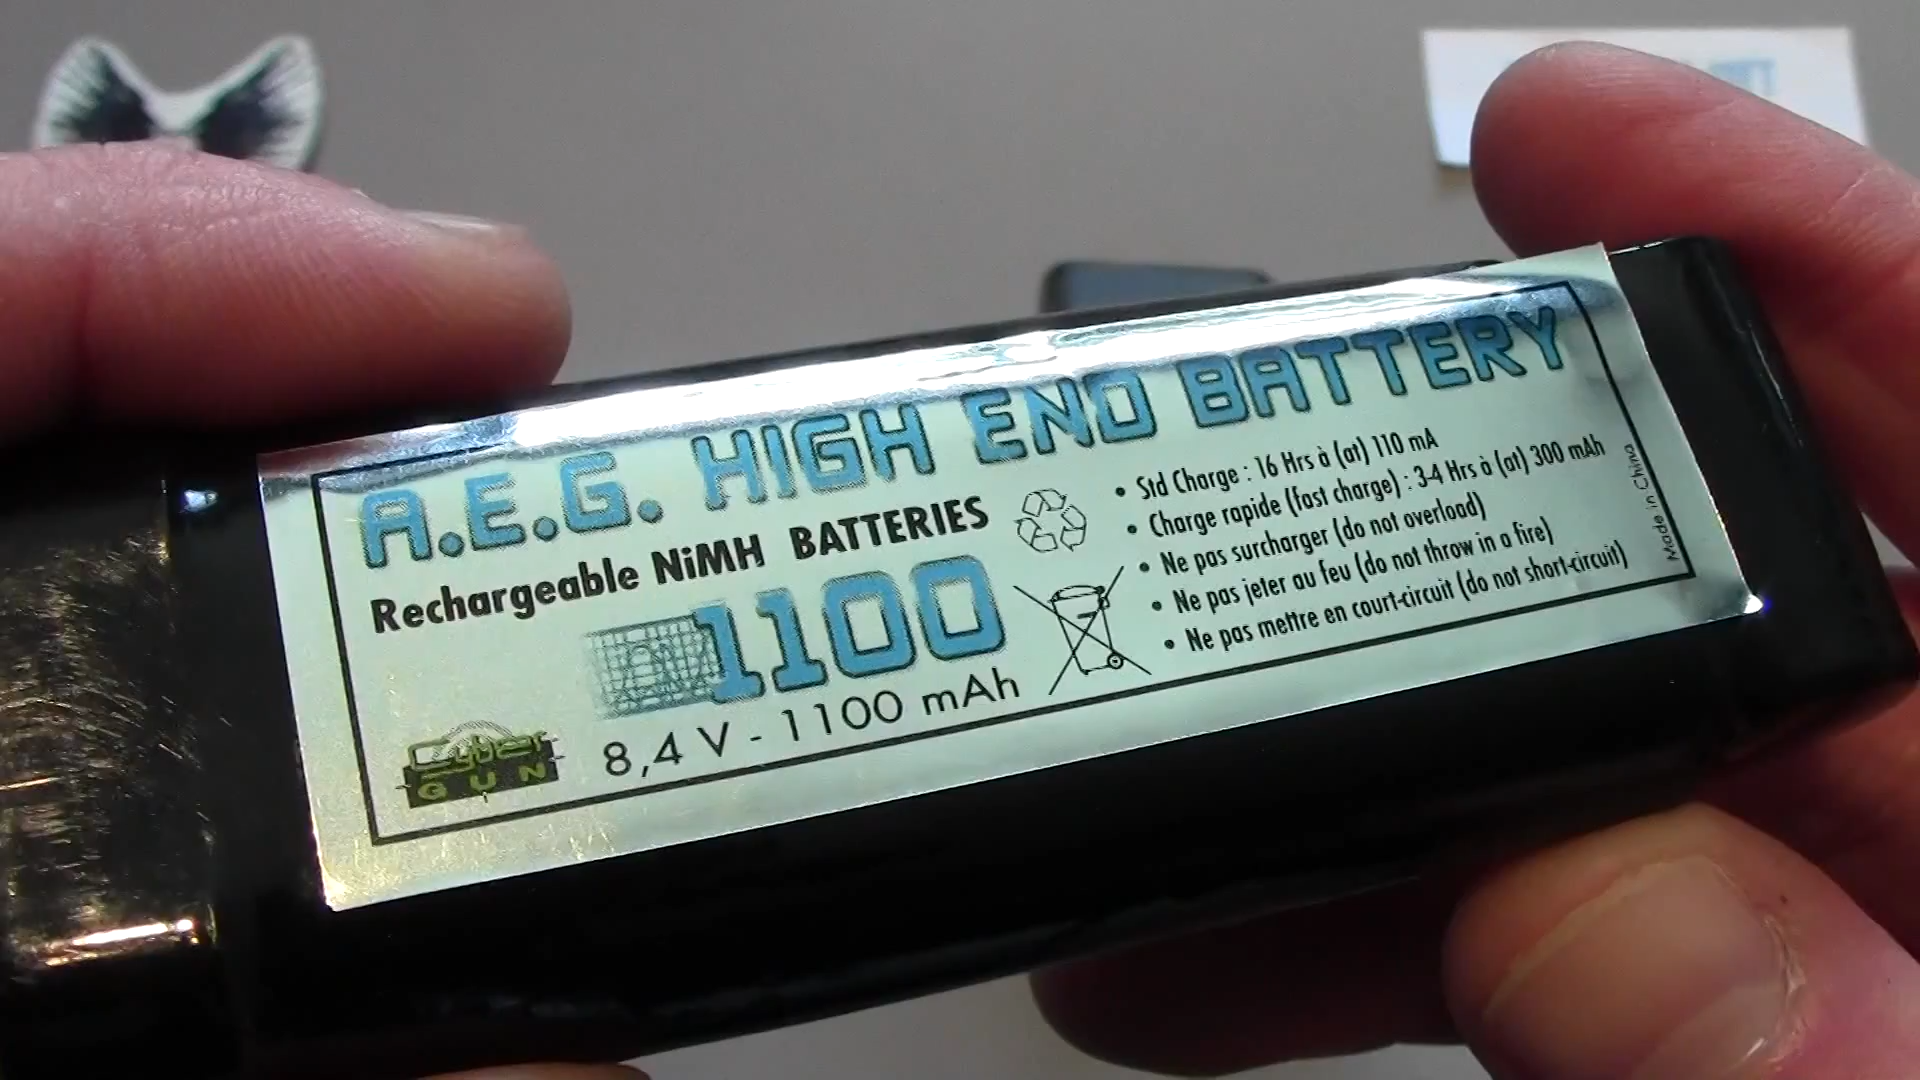 A.E.G. HIGH END BATTERY
Rechargeable NiMH BATTERIES
1100
8,4 V - 1100 mAh
Cyber
GUN
• Std Charge : 16 Hrs à (at) 110 mA
• Charge rapide (fast charge) : 3-4 Hrs à (at) 300 mAh
• Ne pas surcharger (do not overload)
• Ne pas jeter au feu (do not throw in a fire)
• Ne pas mettre en court-circuit (do not short-circuit)
Made in China